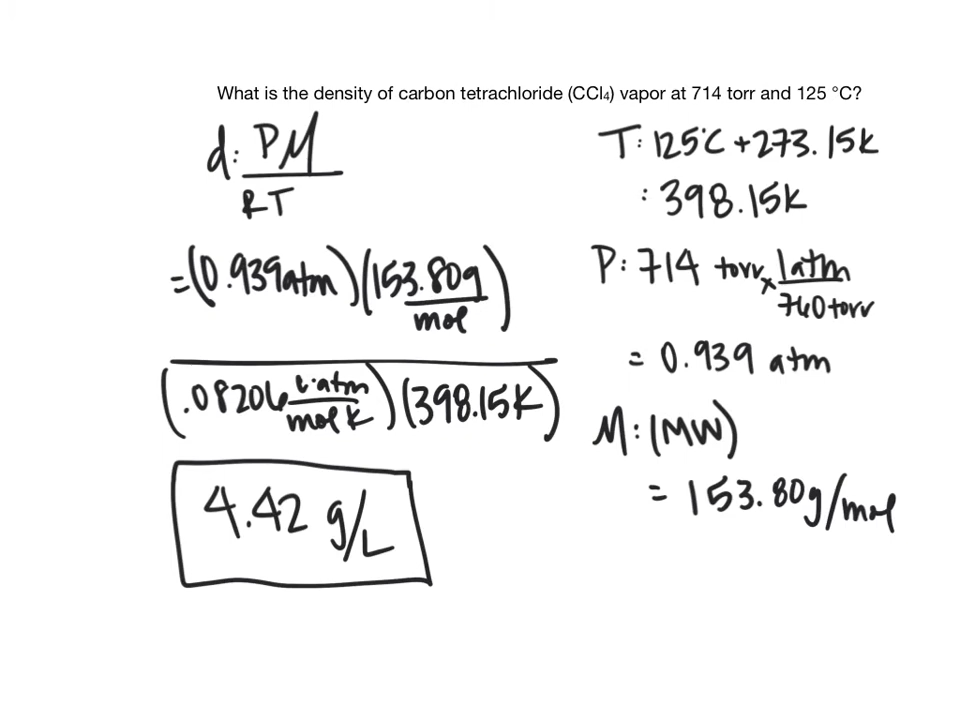 What is the density of carbon tetrachloride (CCl₄) vapor at 714 torr and 125 °C?
d: PM
RT
= (0.939atm) (153.80g
mol)
(.08206 L·atm
mol K) (398.15K)
4.42 g/L
T: 125°C + 273.15K
: 398.15K
P: 714 torr x 1atm
760torr
= 0.939 atm
M: (MW)
= 153.80g/mol